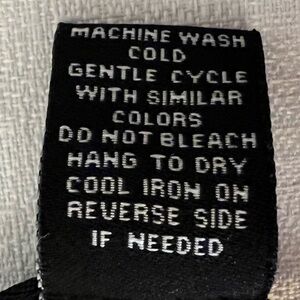 MACHINE WASH
COLD
GENTLE CYCLE
WITH SIMILAR
COLORS
DO NOT BLEACH
HANG TO DRY
COOL IRON ON
REVERSE SIDE
IF NEEDED